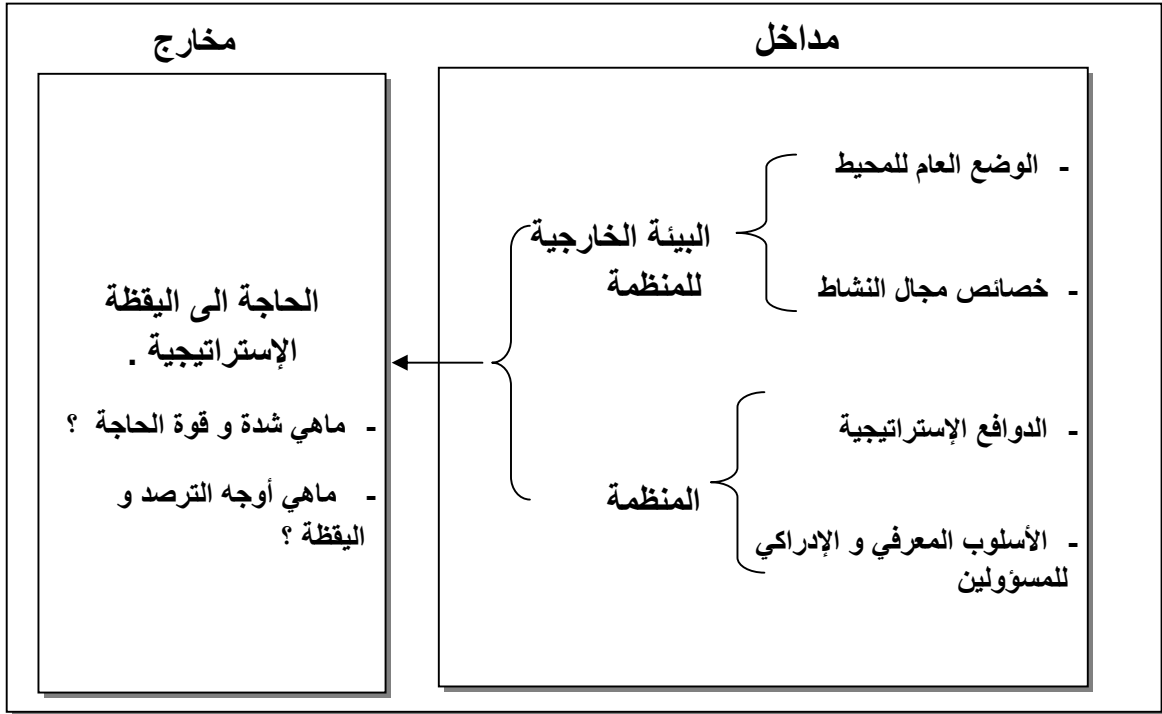 مداخل
- الوضع العام للمحيط
البيئة الخارجية
للمنظمة
- خصائص مجال النشاط
- الدوافع الإستراتيجية
المنظمة
- الأسلوب المعرفي و الإدراكي
للمسؤولين
مخارج
الحاجة الى اليقظة
الإستراتيجية .
- ماهي شدة و قوة الحاجة ؟
- ماهي أوجه الترصد و
اليقظة ؟